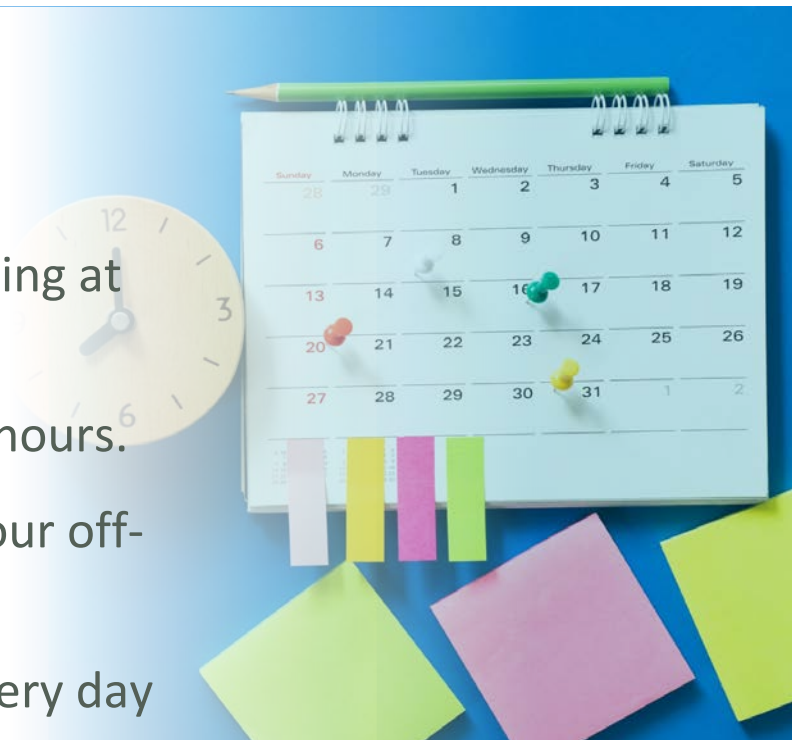 12
3
6
Sunday Monday Tuesday Wednesday Thursday Friday Saturday
28 29 1 2 3 4 5
6 7 8 9 10 11 12
13 14 15 16 17 18 19
20 21 22 23 24 25 26
27 28 29 30 31 1 2
ing at
hours.
our off-
ery day